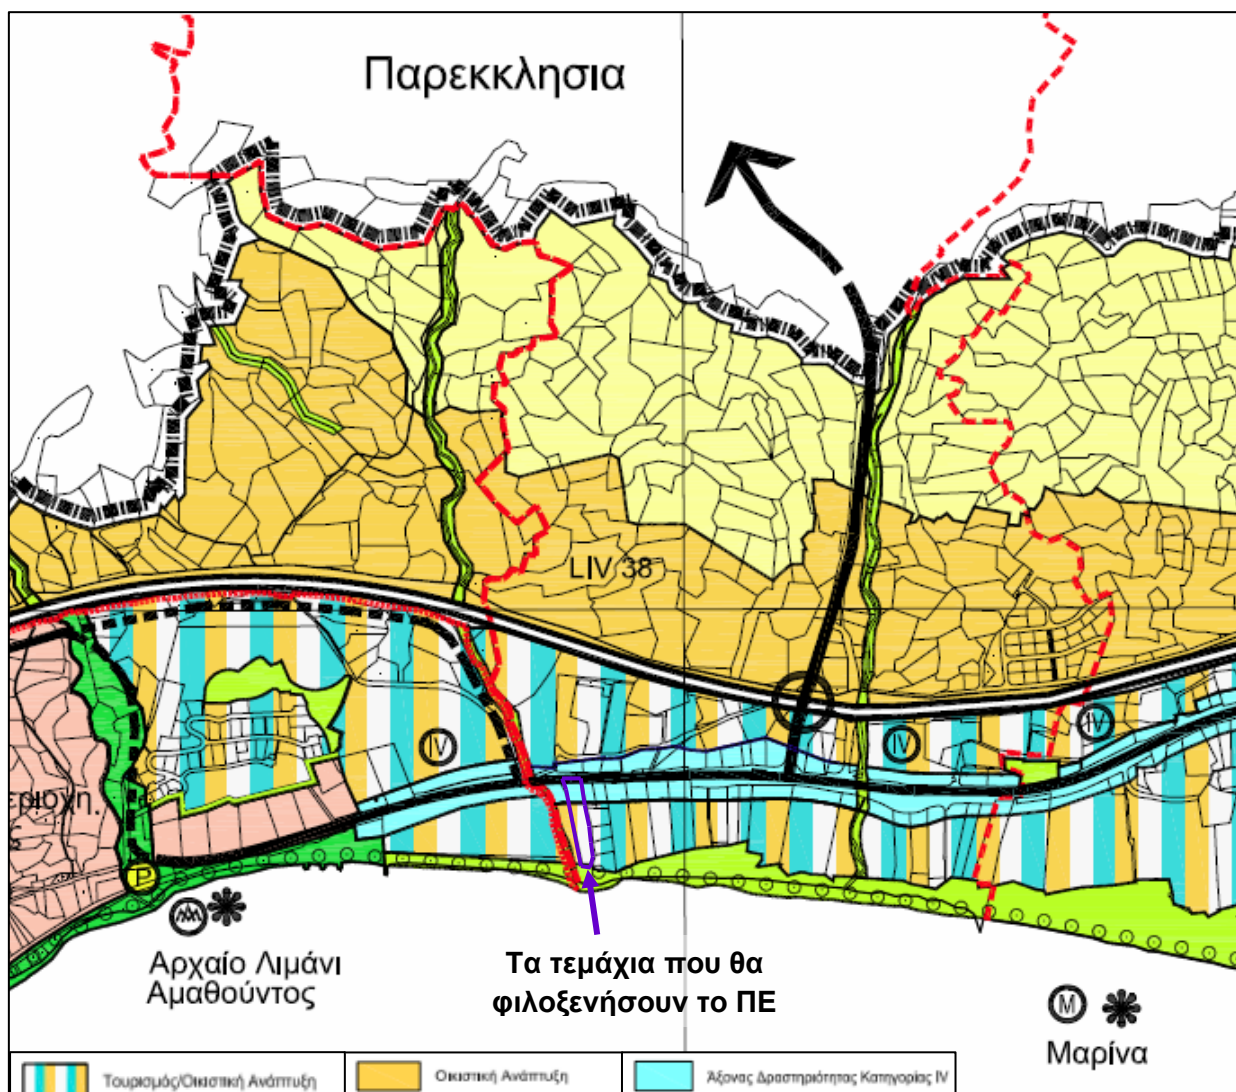 Παρεκκλησια
LIV 38
IV
IV
IV
εριοχη.
P
Αρχαίο Λιμάνι
Αμαθούντος
Τα τεμάχια που θα
φιλοξενήσουν το ΠΕ
M
Μαρίνα
Τουρισμός/Οικιστική Ανάπτυξη
Οικιστική Ανάπτυξη
Άξονας Δραστηριότητας Κατηγορίας IV